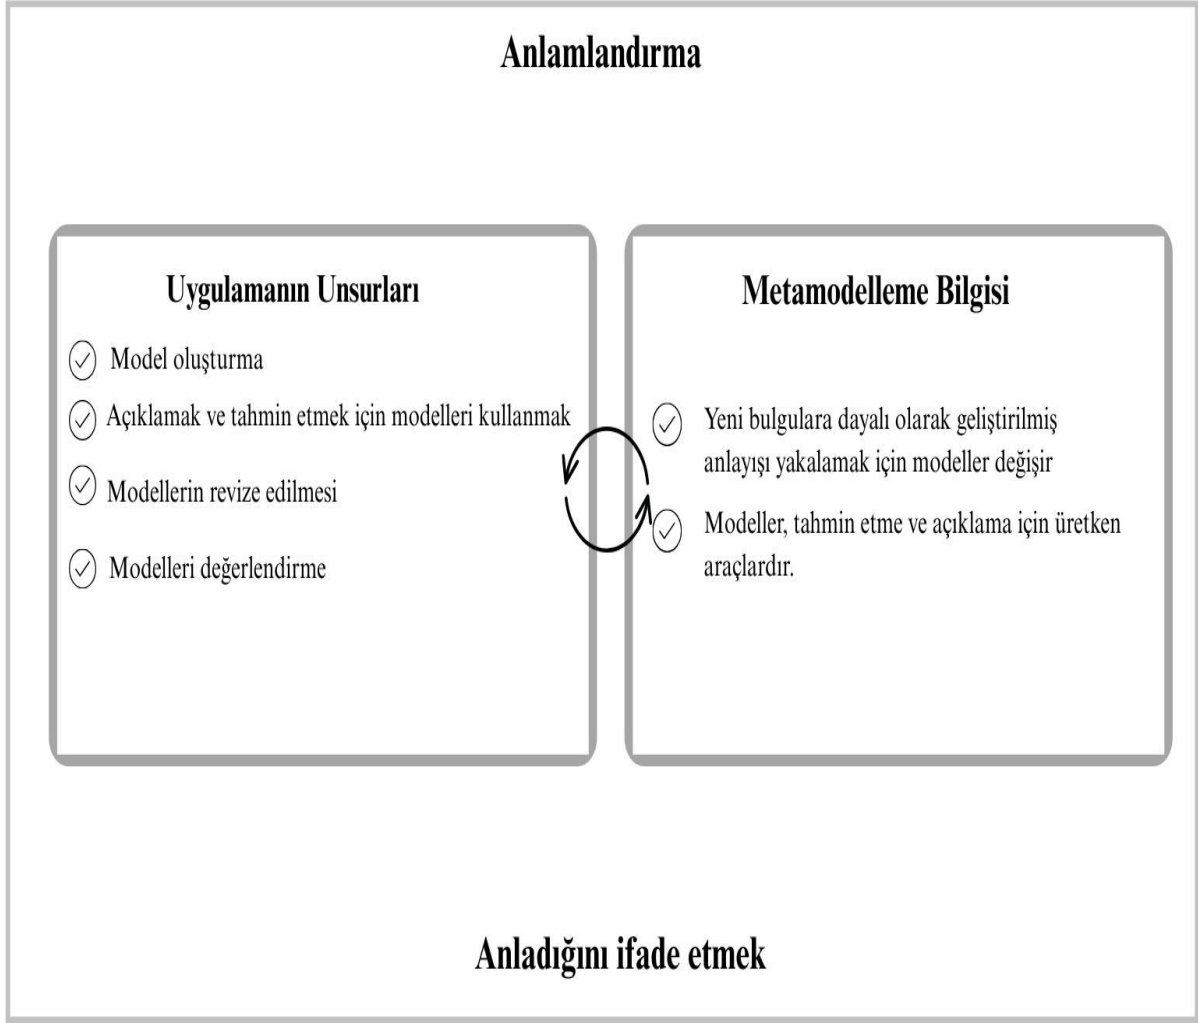 Anlamlandırma
Uygulamanın Unsurları
Model oluşturma
Açıklamak ve tahmin etmek için modelleri kullanmak
Modellerin revize edilmesi
Modelleri değerlendirme
Metamodelleme Bilgisi
Yeni bulgulara dayalı olarak geliştirilmiş
anlayışı yakalamak için modeller değişir
Modeller, tahmin etme ve açıklama için üretken
araçlardır.
Anladığını ifade etmek